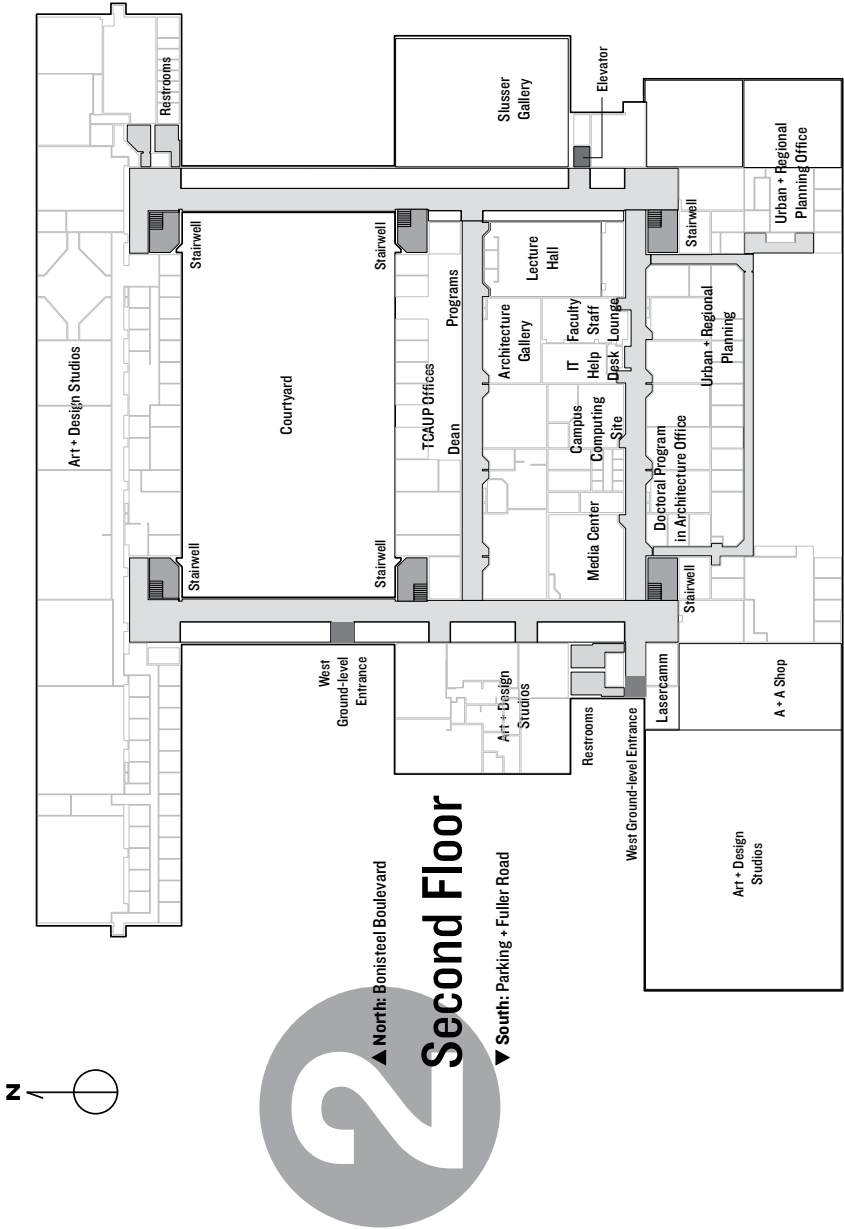 N
Art + Design Studios
Restrooms
Stairwell
Stairwell
Courtyard
2
▲ North: Bonisteel Boulevard
Second Floor
▼ South: Parking + Fuller Road
West
Ground-level
Entrance
Stairwell
Stairwell
TCAUP Offices
Dean
Programs
Art + Design
Studios
Slusser
Gallery
Architecture
Gallery
Lecture
Hall
Restrooms
Media Center
Campus
Computing
Site
IT
Help
Desk
Faculty
Staff
Lounge
Elevator
West Ground-level Entrance
Lasercamm
Stairwell
Doctoral Program
in Architecture Office
Urban + Regional
Planning
Stairwell
Art + Design
Studios
A + A Shop
Urban + Regional
Planning Office